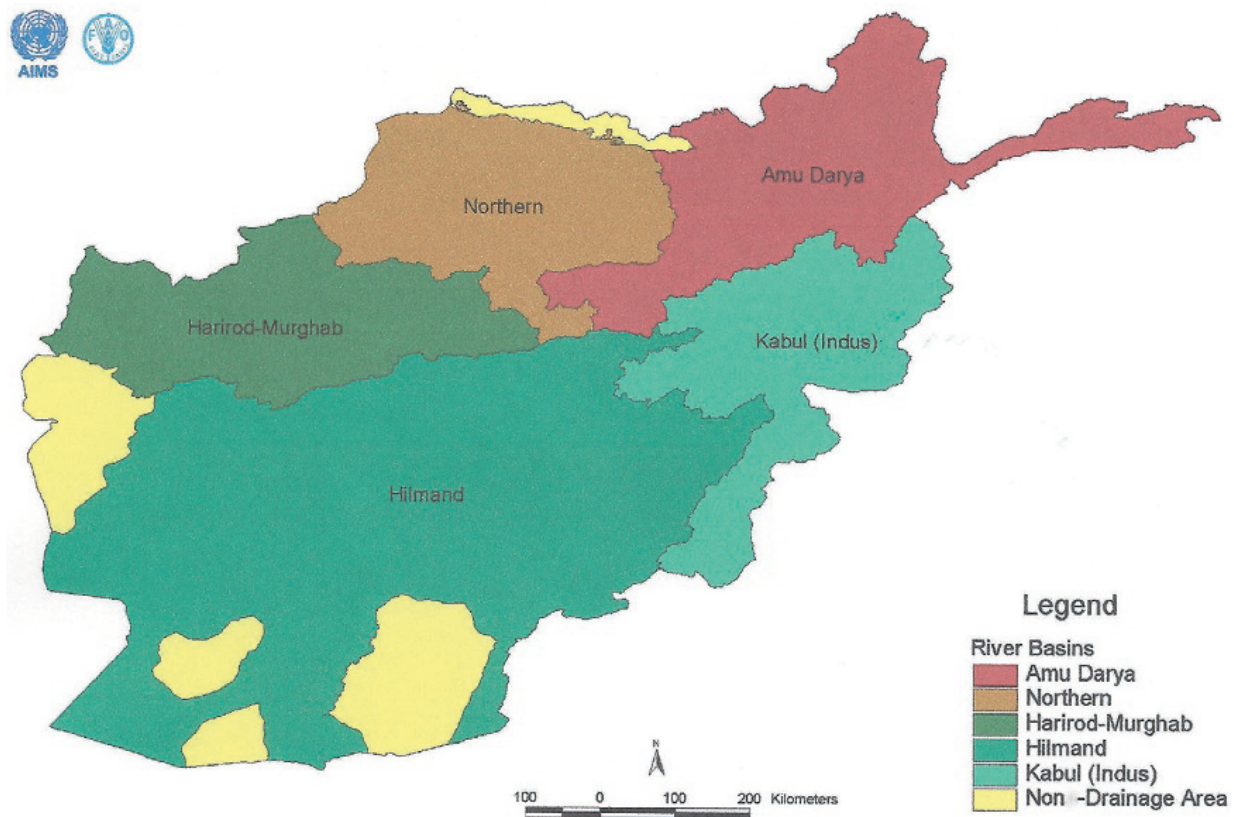 AIMS
F A O
Amu Darya
Northern
Harirod-Murghab
Kabul (Indus)
Hilmand
Legend
River Basins
Amu Darya
Northern
Harirod-Murghab
Hilmand
Kabul (Indus)
Non -Drainage Area
N
100 0 100 200 Kilometers